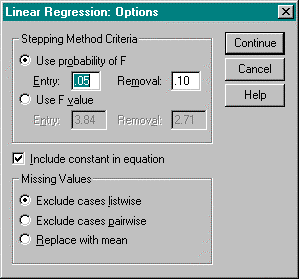 Linear Regression: Options
Stepping Method Criteria
Use probability of F
Entry: .05 Removal: .10
Use F value
Entry: 3.84 Removal: 2.71
Include constant in equation
Missing Values
Exclude cases listwise
Exclude cases pairwise
Replace with mean
Continue
Cancel
Help